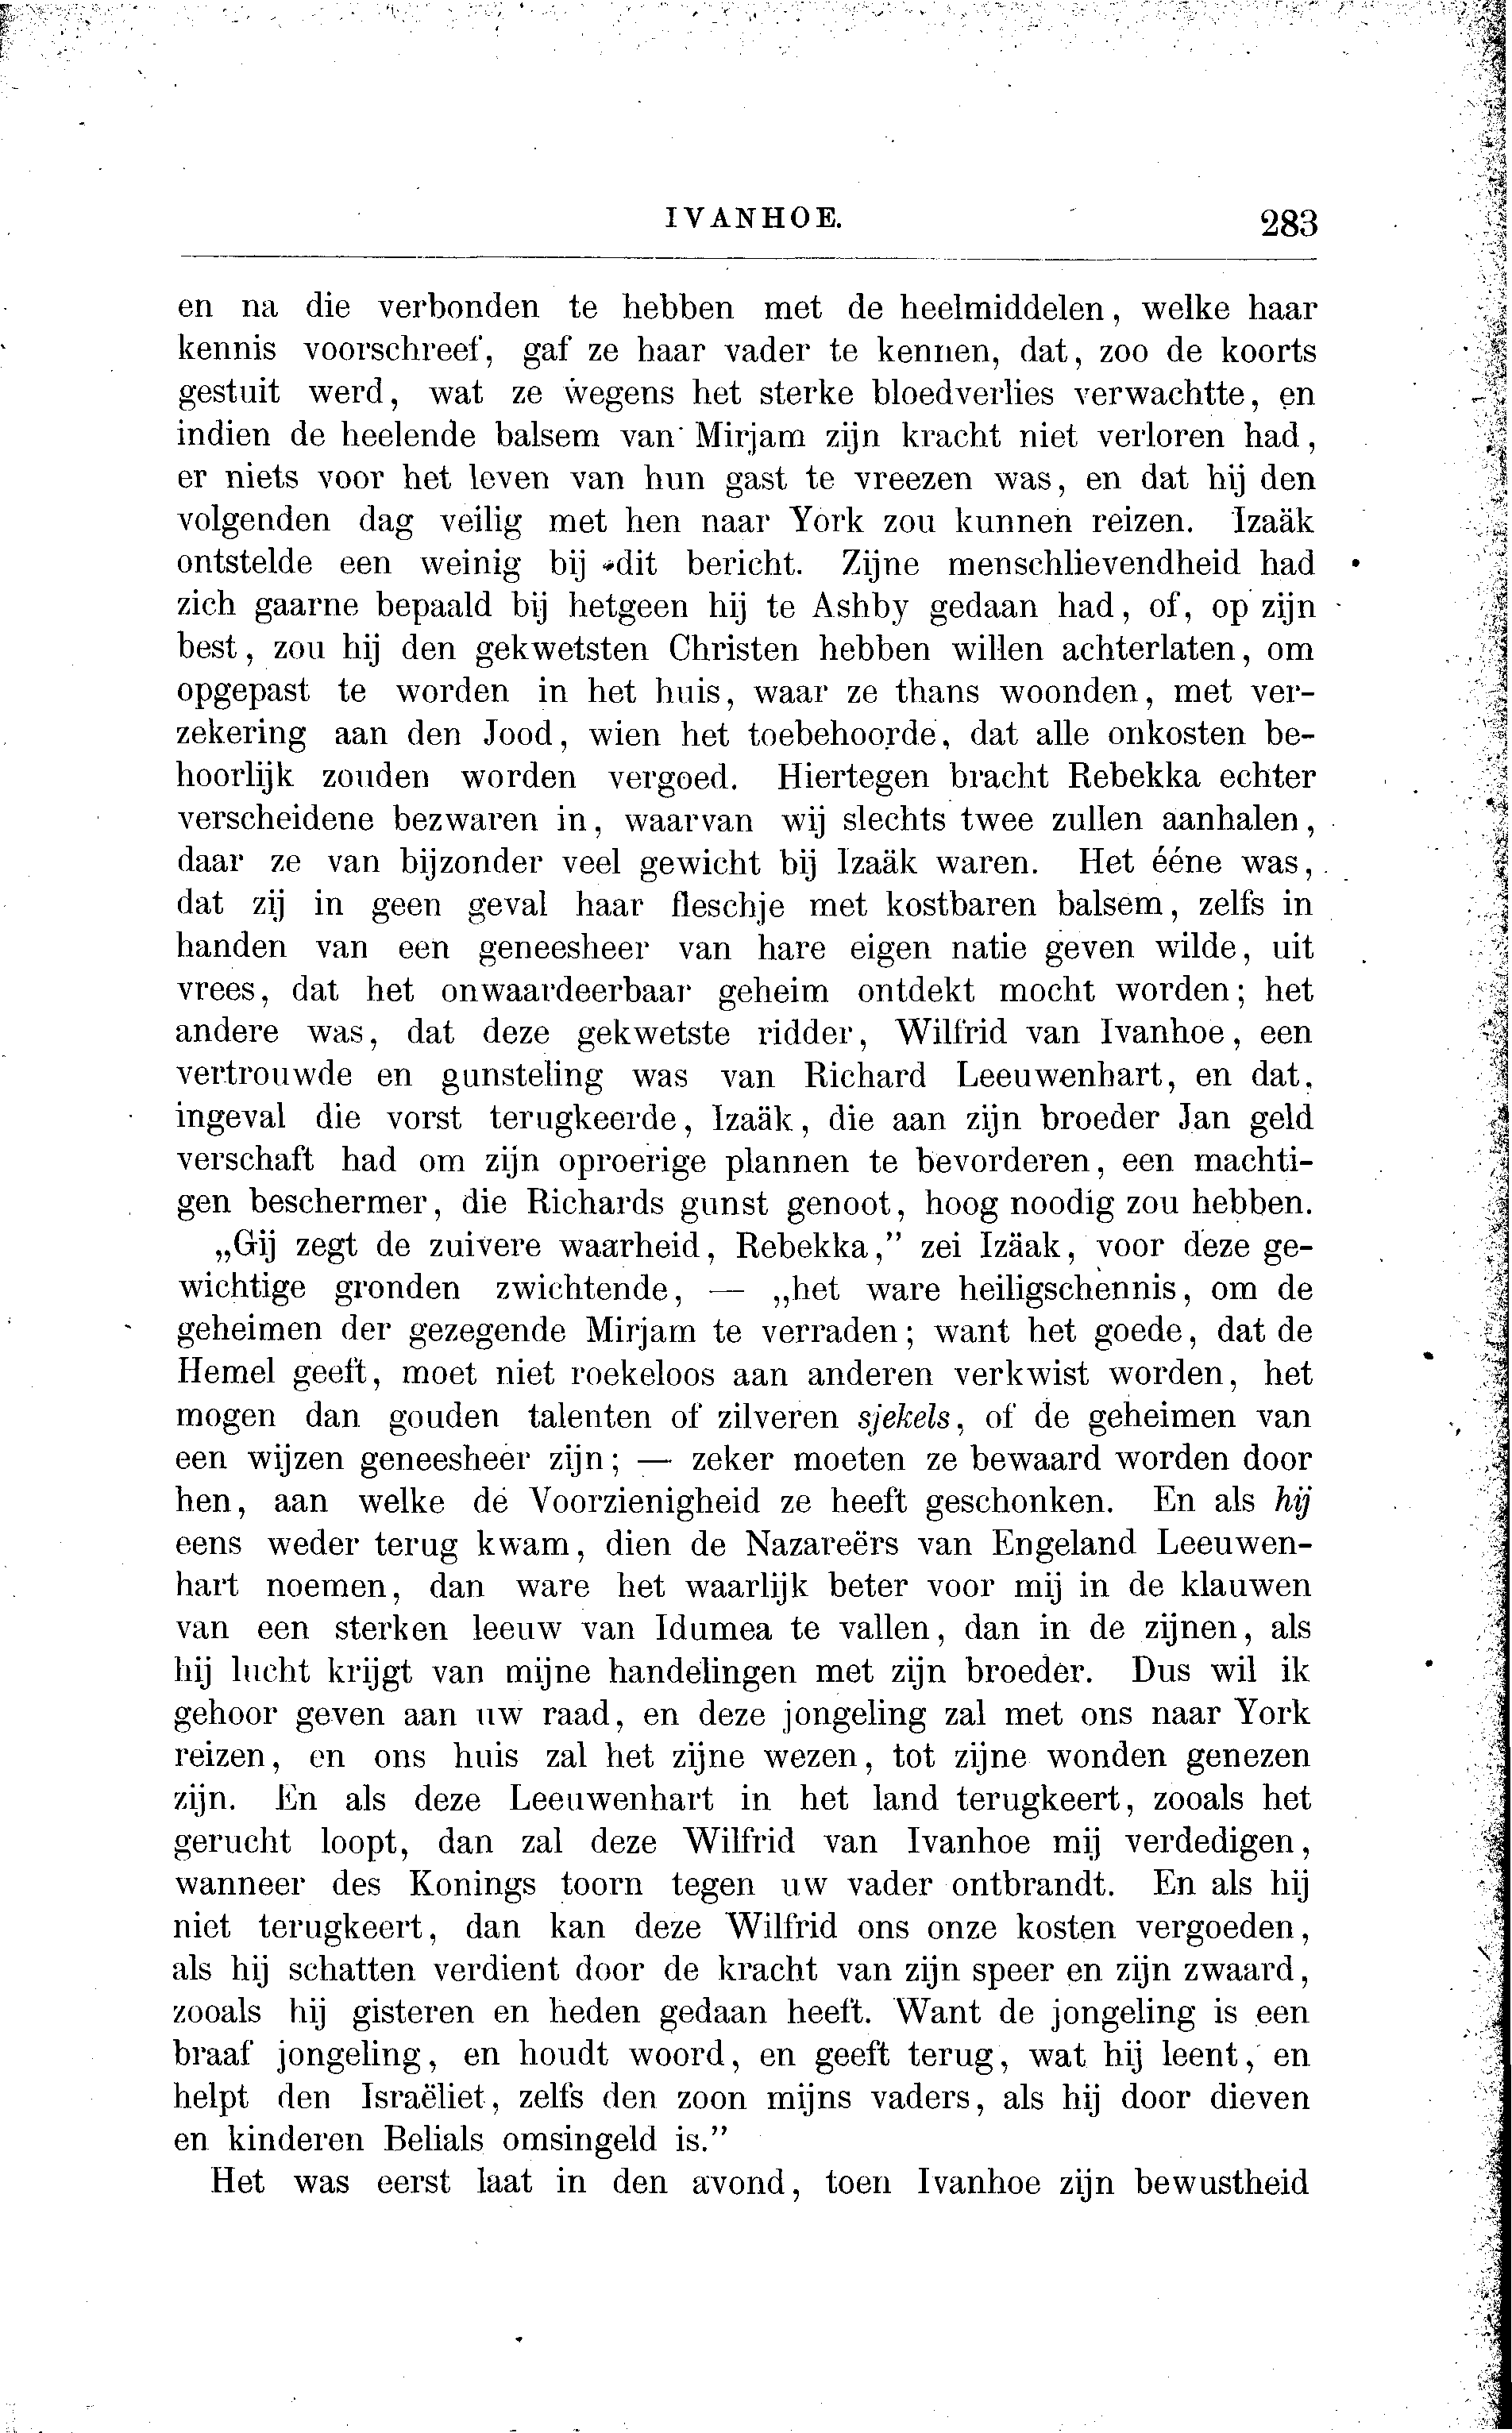 IVANHOE. 283
en na die verbonden te hebben met de heelmiddelen, welke haar
kennis voorschreef, gaf ze haar vader te kennen, dat, zoo de koorts
gestuit werd, wat ze wegens het sterke bloedverlies verwachtte, en
indien de heelende balsem van Mirjam zijn kracht niet verloren had,
er niets voor het leven van hun gast te vreezen was, en dat hij den
volgenden dag veilig met hen naar York zou kunnen reizen. Izaäk
ontstelde een weinig bij dit bericht. Zijne menschlievendheid had
zich gaarne bepaald bij hetgeen hij te Ashby gedaan had, of, op zijn
best, zou hij den gekwetsten Christen hebben willen achterlaten, om
opgepast te worden in het huis, waar ze thans woonden, met ver-
zekering aan den Jood, wien het toebehoorde, dat alle onkosten be-
hoorlijk zouden worden vergoed. Hiertegen bracht Rebekka echter
verscheidene bezwaren in, waarvan wij slechts twee zullen aanhalen,
daar ze van bijzonder veel gewicht bij Izaäk waren. Het ééne was,
dat zij in geen geval haar fleschje met kostbaren balsem, zelfs in
handen van een geneesheer van hare eigen natie geven wilde, uit
vrees, dat het onwaardeerbaar geheim ontdekt mocht worden; het
andere was, dat deze gekwetste ridder, Wilfrid van Ivanhoe, een
vertrouwde en gunsteling was van Richard Leeuwenhart, en dat,
ingeval die vorst terugkeerde, Izaäk, die aan zijn broeder Jan geld
verschaft had om zijn oproerige plannen te bevorderen, een machti-
gen beschermer, die Richards gunst genoot, hoog noodig zou hebben.
„Gij zegt de zuivere waarheid, Rebekka,” zei Izäak, voor deze ge-
wichtige gronden zwichtende, — „het ware heiligschennis, om de
geheimen der gezegende Mirjam te verraden; want het goede, dat de
Hemel geeft, moet niet roekeloos aan anderen verkwist worden, het
mogen dan gouden talenten of zilveren sjekels, of de geheimen van
een wijzen geneesheer zijn; — zeker moeten ze bewaard worden door
hen, aan welke de Voorzienigheid ze heeft geschonken. En als hij
eens weder terug kwam, dien de Nazareërs van Engeland Leeuwen-
hart noemen, dan ware het waarlijk beter voor mij in de klauwen
van een sterken leeuw van Idumea te vallen, dan in de zijnen, als
hij lucht krijgt van mijne handelingen met zijn broeder. Dus wil ik
gehoor geven aan uw raad, en deze jongeling zal met ons naar York
reizen, en ons huis zal het zijne wezen, tot zijne wonden genezen
zijn. En als deze Leeuwenhart in het land terugkeert, zooals het
gerucht loopt, dan zal deze Wilfrid van Ivanhoe mij verdedigen,
wanneer des Konings toorn tegen uw vader ontbrandt. En als hij
niet terugkeert, dan kan deze Wilfrid ons onze kosten vergoeden,
als hij schatten verdient door de kracht van zijn speer en zijn zwaard,
zooals hij gisteren en heden gedaan heeft. Want de jongeling is een
braaf jongeling, en houdt woord, en geeft terug, wat hij leent, en
helpt den Israëliet, zelfs den zoon mijns vaders, als hij door dieven
en kinderen Belials omsingeld is.”
Het was eerst laat in den avond, toen Ivanhoe zijn bewustheid